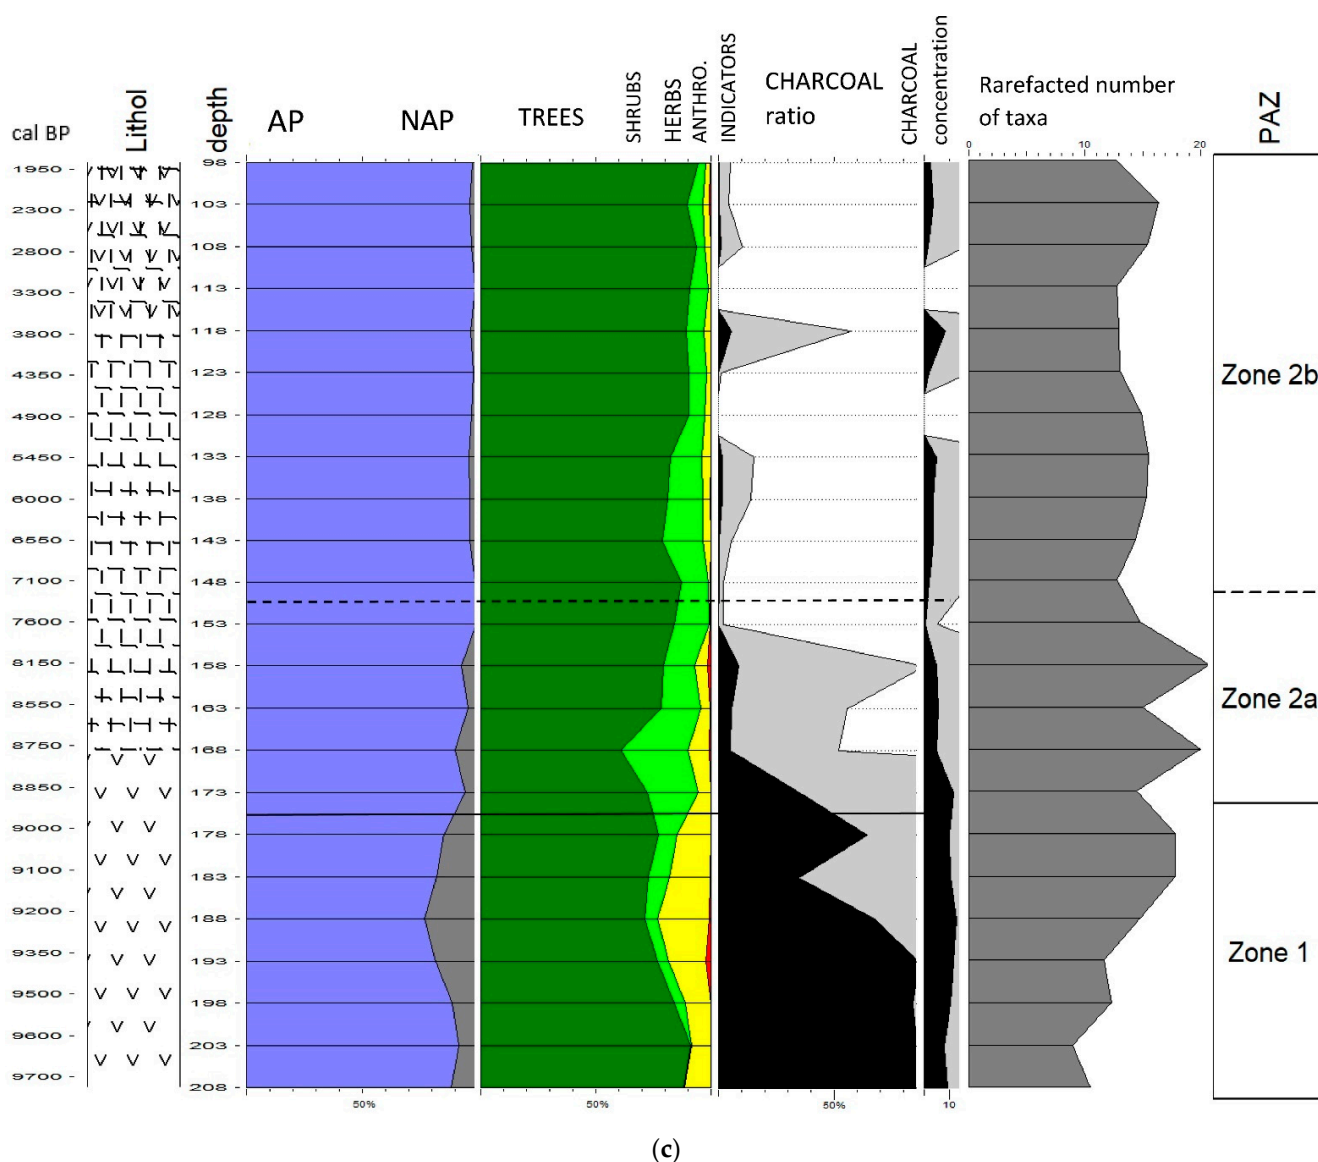 cal BP
Lithol
depth
AP
NAP
TREES
SHRUBS
HERBS
ANTHRO.
INDICATORS
CHARCOAL
ratio
CHARCOAL
concentration
Rarefacted number
of taxa
PAZ
0 10 20
1950 -
2300 -
2800 -
3300 -
3800 -
4350 -
4900 -
5450 -
6000 -
6550 -
7100 -
7600 -
8150 -
8550 -
8750 -
8850 -
9000 -
9100 -
9200 -
9350 -
9500 -
9600 -
9700 -
98
103
108
113
118
123
128
133
138
143
148
153
158
163
168
173
178
183
188
193
198
203
208
Zone 2b
Zone 2a
Zone 1
50%
50%
50%
10
(c)